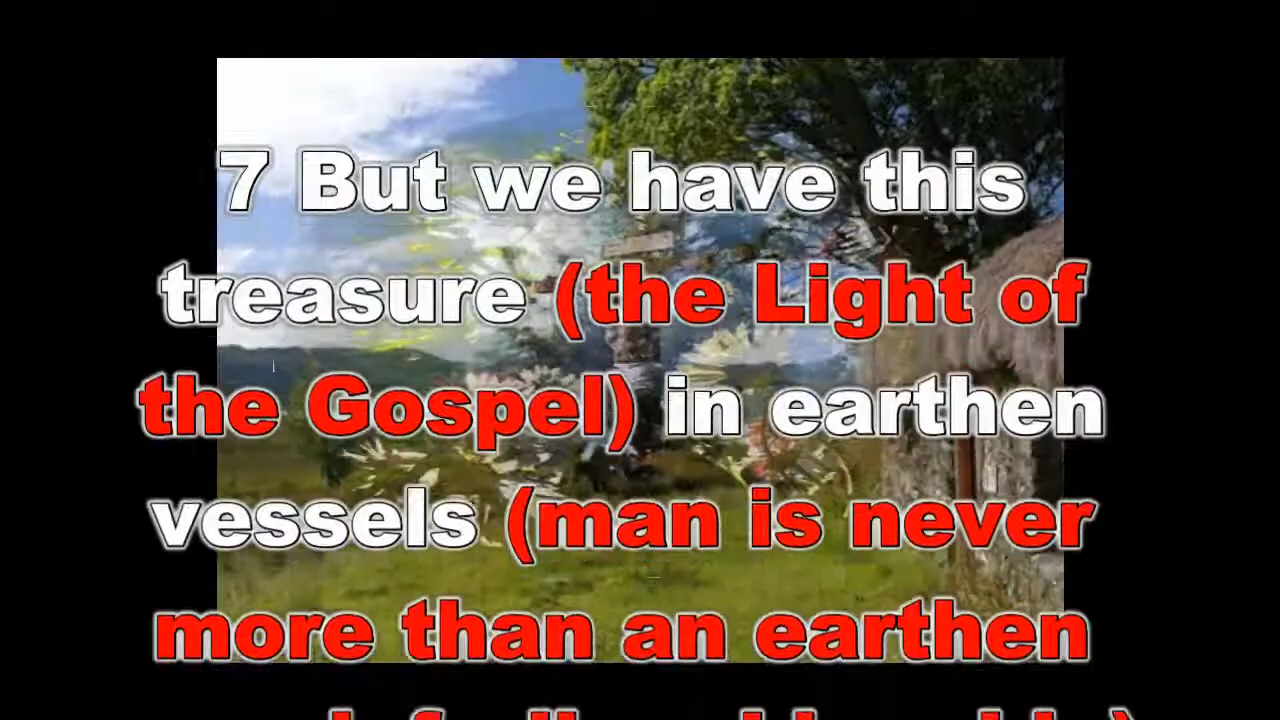 7 But we have this
treasure (the Light of
the Gospel) in earthen
vessels (man is never
more than an earthen